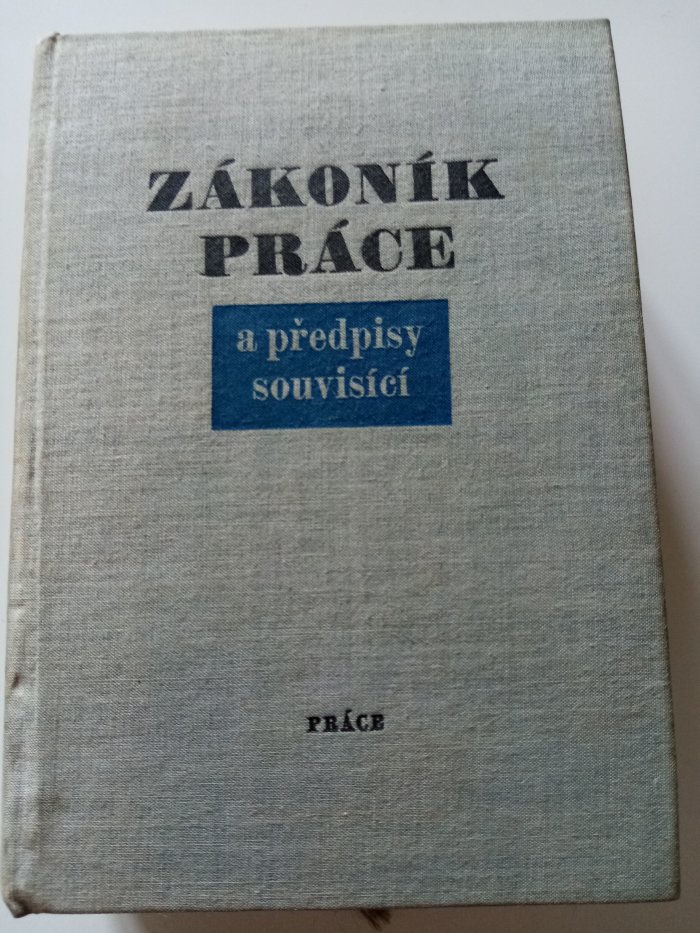 ZÁKONÍK
PRÁCE
a předpisy
souvisící
PRÁCE